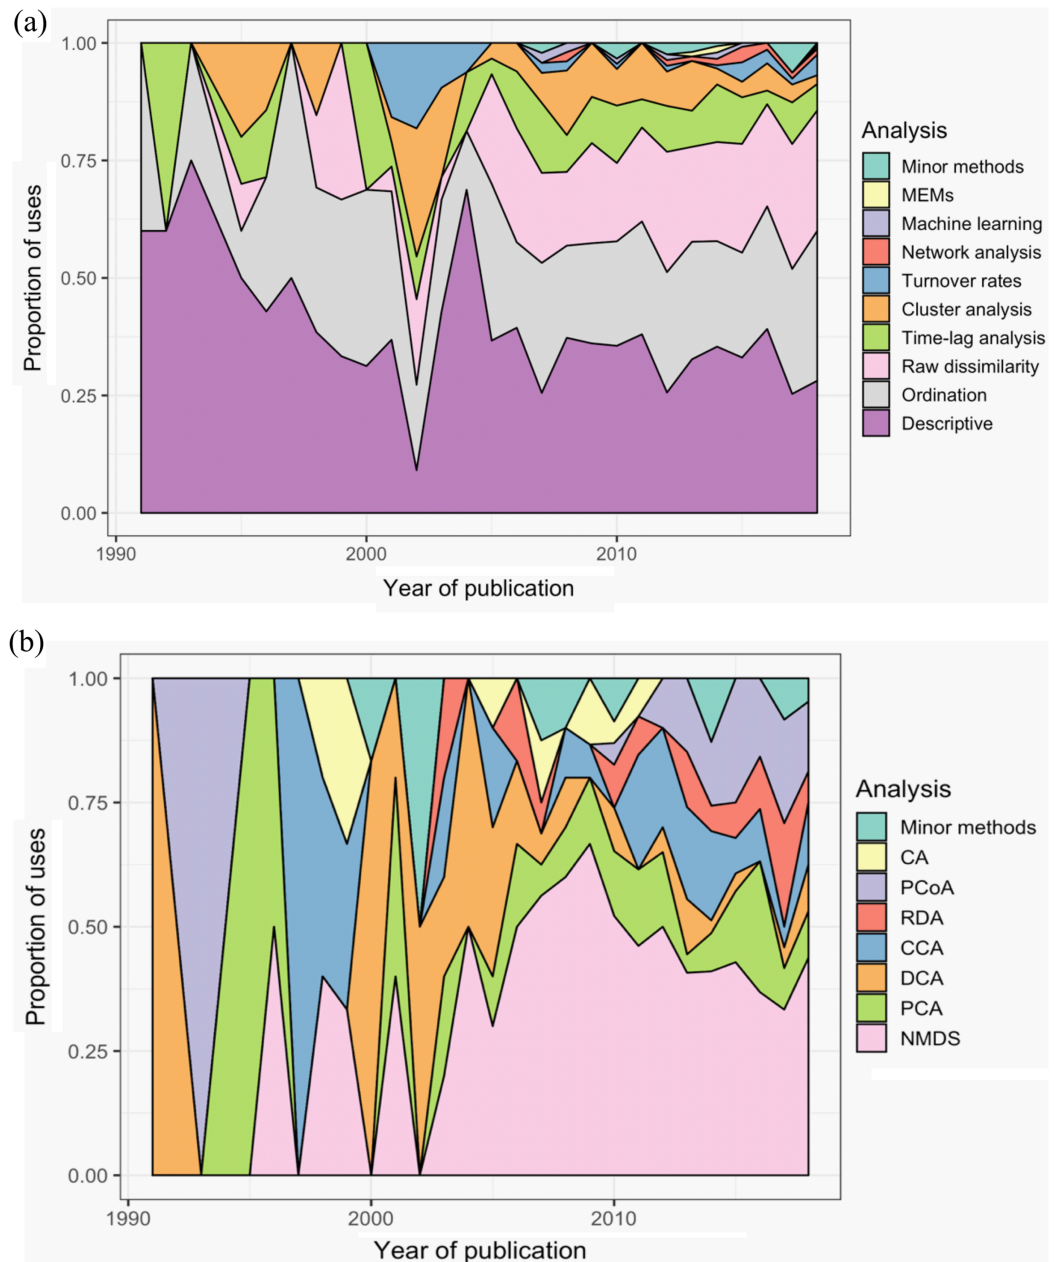 (a)
1.00
0.75
0.50
0.25
0.00
Proportion of uses
1990
2000
2010
Year of publication
Analysis
Minor methods
MEMs
Machine learning
Network analysis
Turnover rates
Cluster analysis
Time-lag analysis
Raw dissimilarity
Ordination
Descriptive
(b)
1.00
0.75
0.50
0.25
0.00
Proportion of uses
1990
2000
2010
Year of publication
Analysis
Minor methods
CA
PCoA
RDA
CCA
DCA
PCA
NMDS